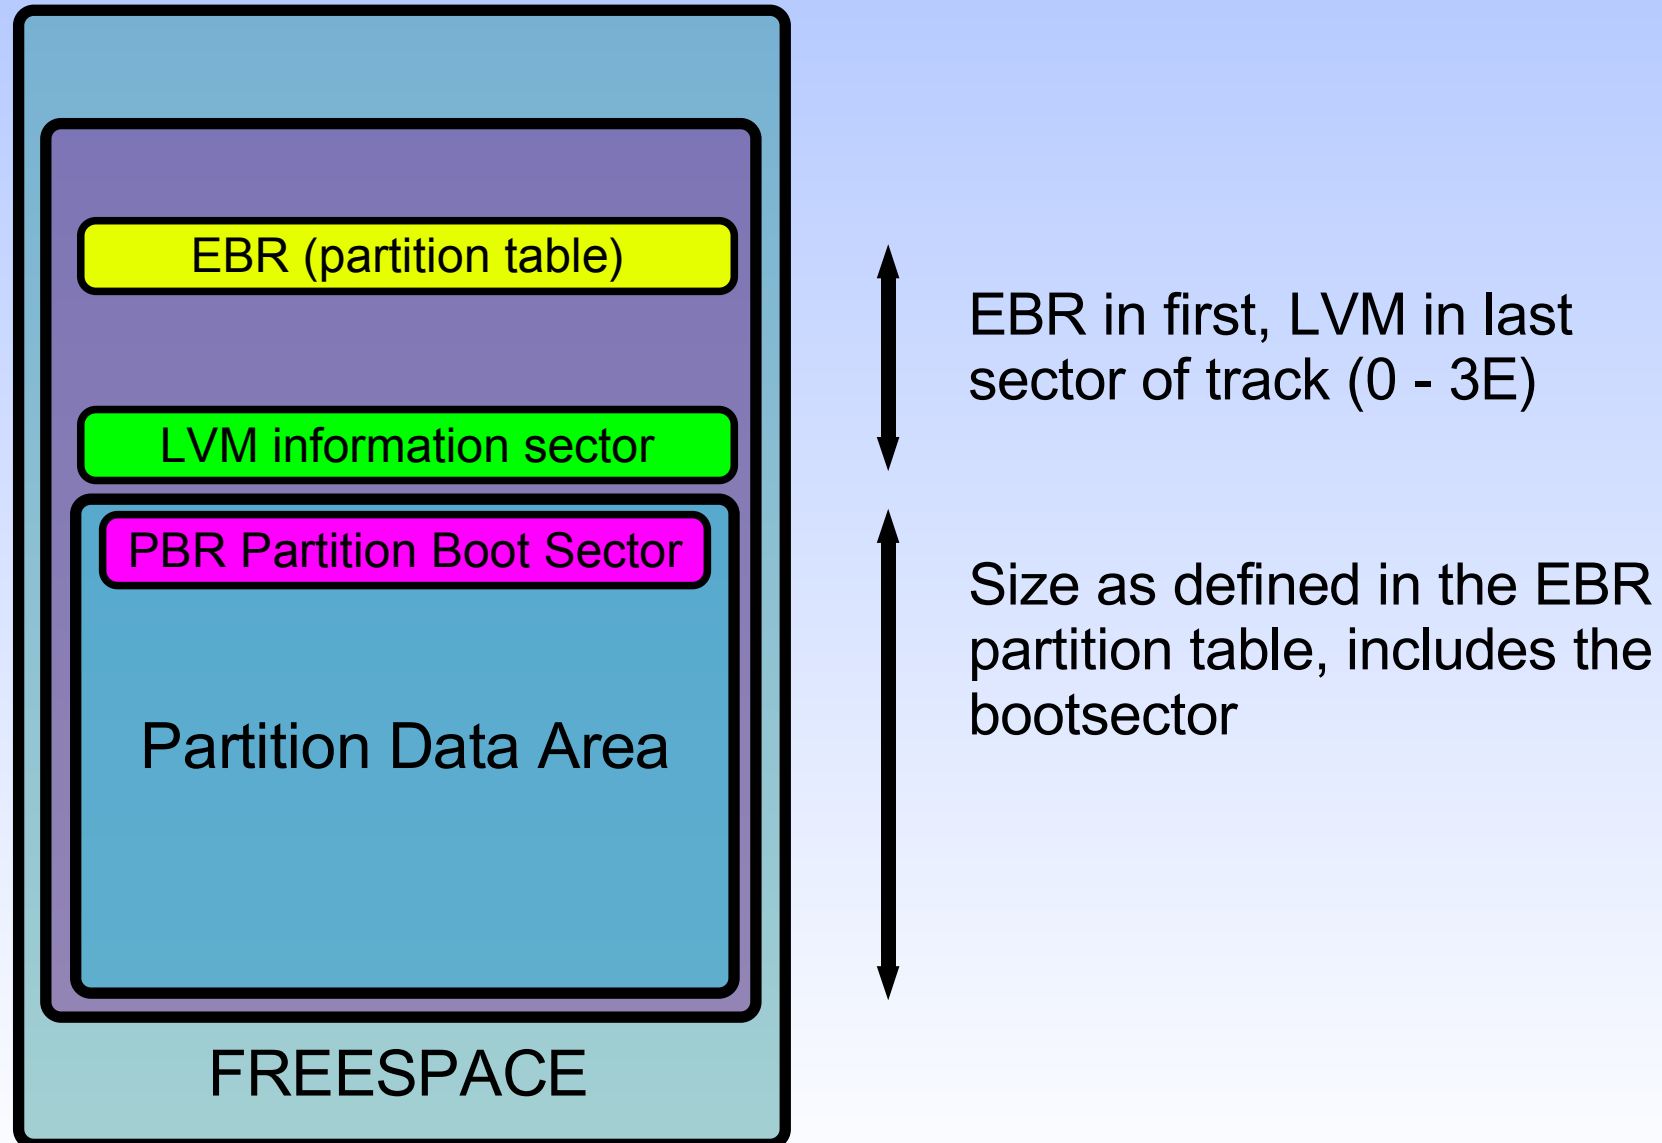 EBR (partition table)
LVM information sector
PBR Partition Boot Sector
Partition Data Area
FREESPACE
EBR in first, LVM in last
sector of track (0 - 3E)
Size as defined in the EBR
partition table, includes the
bootsector